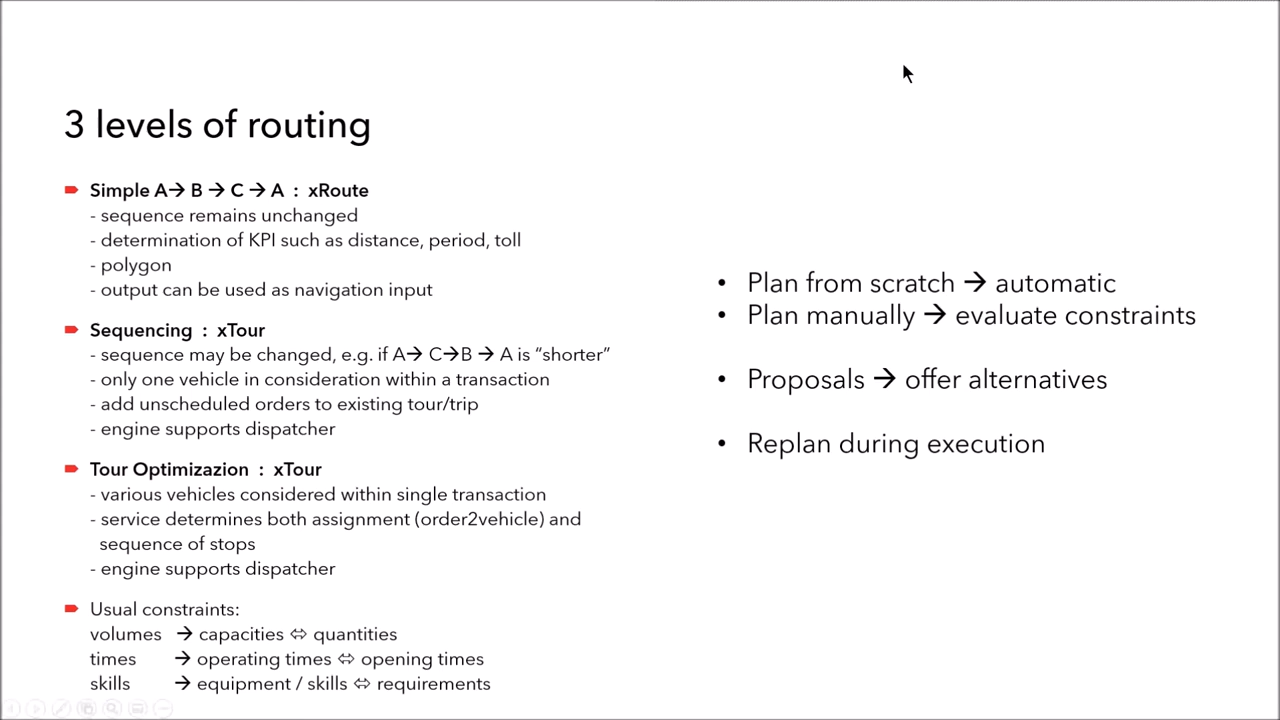 3 levels of routing
Simple A→ B → C → A : xRoute
- sequence remains unchanged
- determination of KPI such as distance, period, toll
- polygon
- output can be used as navigation input
Sequencing : xTour
- sequence may be changed, e.g. if A→ C→B → A is “shorter”
- only one vehicle in consideration within a transaction
- add unscheduled orders to existing tour/trip
- engine supports dispatcher
Tour Optimizazion : xTour
- various vehicles considered within single transaction
- service determines both assignment (order2vehicle) and
sequence of stops
- engine supports dispatcher
Usual constraints:
volumes → capacities ⇔ quantities
times → operating times ⇔ opening times
skills → equipment / skills ⇔ requirements
• Plan from scratch → automatic
• Plan manually → evaluate constraints
• Proposals → offer alternatives
• Replan during execution